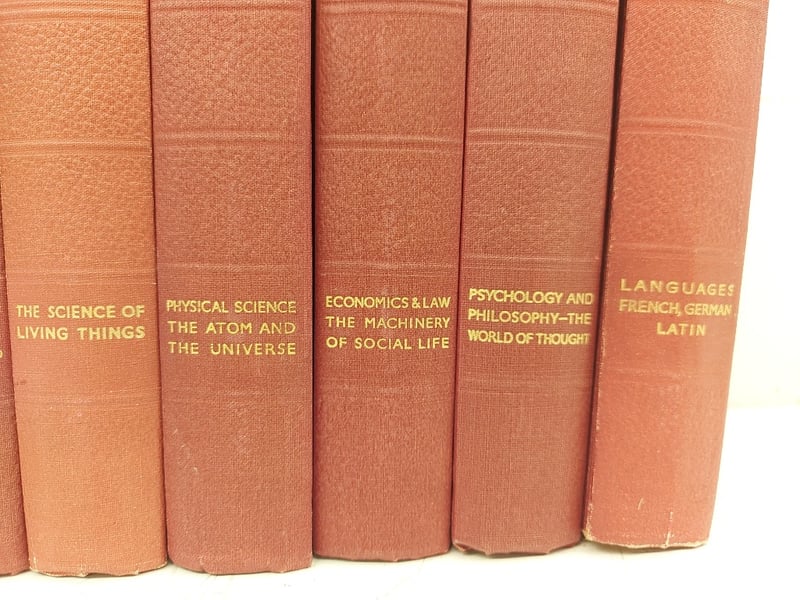 THE SCIENCE OF
LIVING THINGS
PHYSICAL SCIENCE
THE ATOM AND
THE UNIVERSE
ECONOMICS & LAW
THE MACHINERY
OF SOCIAL LIFE
PSYCHOLOGY AND
PHILOSOPHY—THE
WORLD OF THOUGHT
LANGUAGES
FRENCH, GERMAN
LATIN